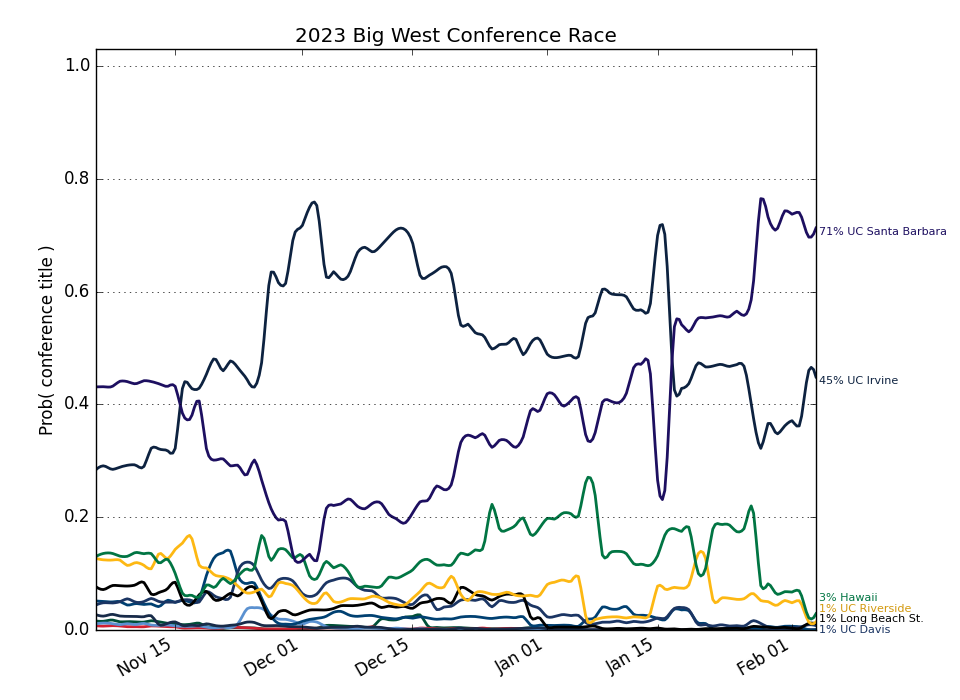 2023 Big West Conference Race
Prob( conference title )
1.0
0.8
0.6
0.4
0.2
0.0
Nov 15
Dec 01
Dec 15
Jan 01
Jan 15
Feb 01
71% UC Santa Barbara
45% UC Irvine
3% Hawaii
1% UC Riverside
1% Long Beach St.
1% UC Davis